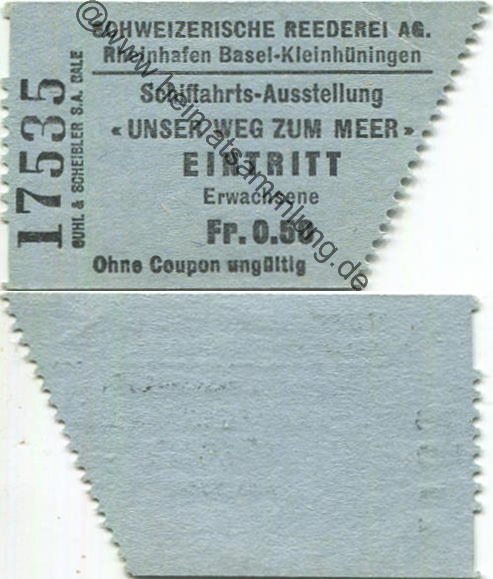 SCHWEIZERISCHE REEDEREI AG.
Rheinhafen Basel-Kleinhüningen
Schiffahrts-Ausstellung
« UNSER WEG ZUM MEER »
EINTRITT
Erwachsene
Fr. 0.50
Ohne Coupon ungültig
17535
GUHL & SCHEIBLER S.A. BALE
@www.heimatsammlung.de